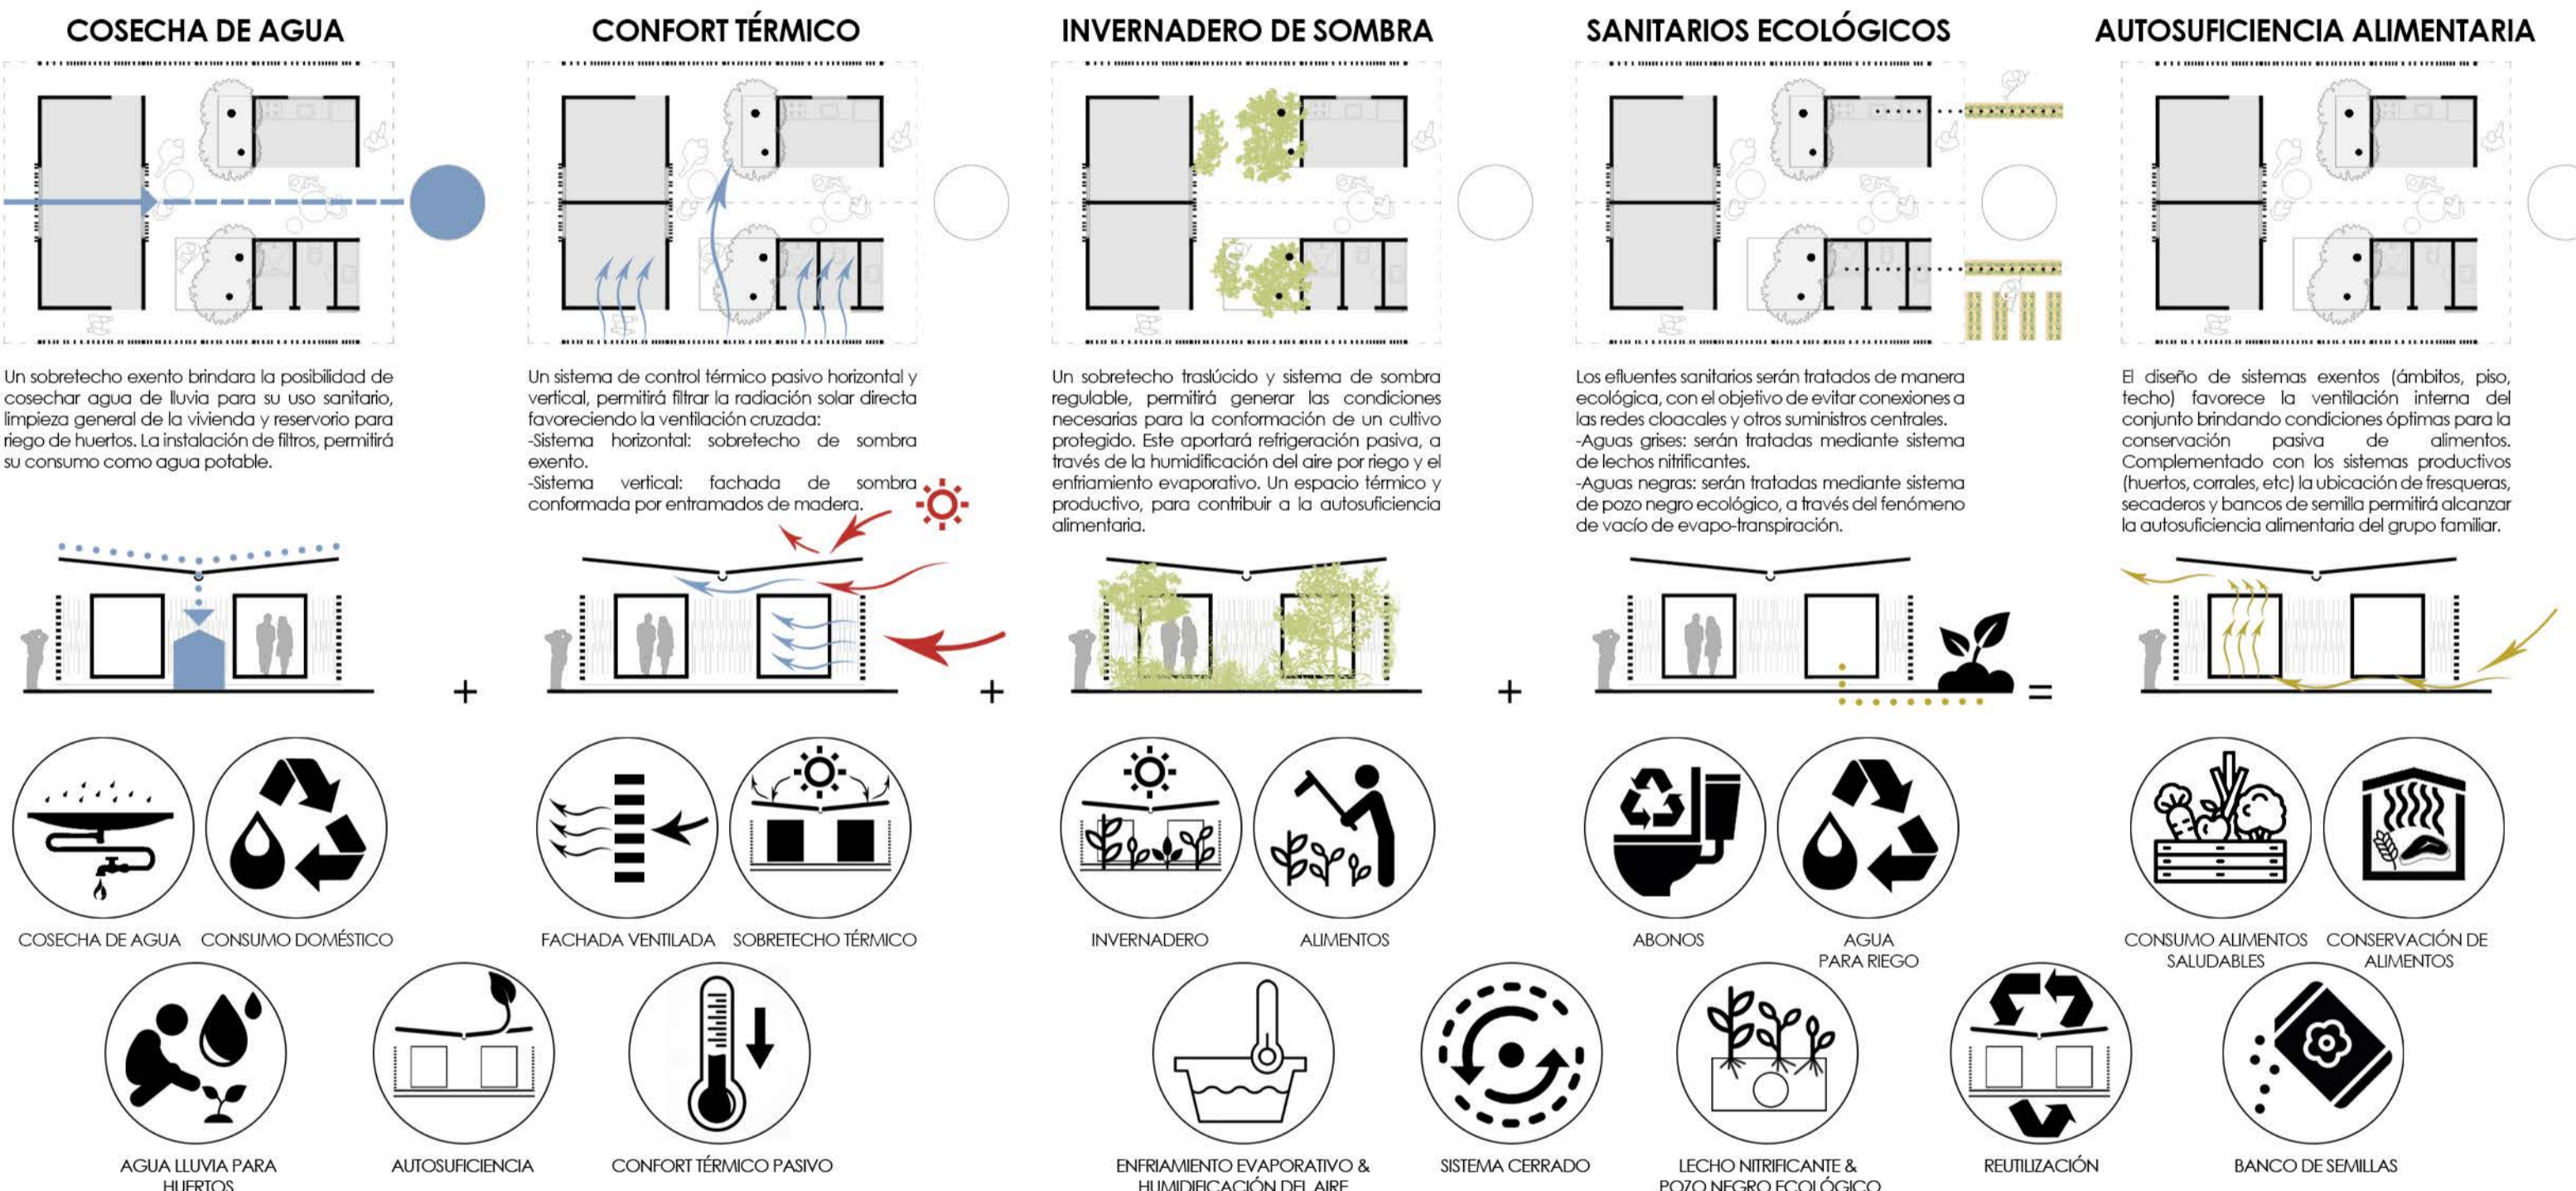 COSECHA DE AGUA
Un sobretecho exento brindara la posibilidad de
cosechar agua de lluvia para su uso sanitario,
limpieza general de la vivienda y reservorio para
riego de huertos. La instalación de filtros, permitirá
su consumo como agua potable.
CONFORT TÉRMICO
Un sistema de control térmico pasivo horizontal y
vertical, permitirá filtrar la radiación solar directa
favoreciendo la ventilación cruzada:
-Sistema horizontal: sobretecho de sombra
exento.
-Sistema vertical: fachada de sombra
conformada por entramados de madera.
INVERNADERO DE SOMBRA
Un sobretecho traslúcido y sistema de sombra
regulable, permitirá generar las condiciones
necesarias para la conformación de un cultivo
protegido. Este aportará refrigeración pasiva, a
través de la humidificación del aire por riego y el
enfriamiento evaporativo. Un espacio térmico y
productivo, para contribuir a la autosuficiencia
alimentaria.
SANITARIOS ECOLÓGICOS
Los efluentes sanitarios serán tratados de manera
ecológica, con el objetivo de evitar conexiones a
las redes cloacales y otros suministros centrales.
-Aguas grises: serán tratadas mediante sistema
de lechos nitrificantes.
-Aguas negras: serán tratadas mediante sistema
de pozo negro ecológico, a través del fenómeno
de vacío de evapo-transpiración.
AUTOSUFICIENCIA ALIMENTARIA
El diseño de sistemas exentos (ámbitos, piso,
techo) favorece la ventilación interna del
conjunto brindando condiciones óptimas para la
conservación pasiva de alimentos.
Complementado con los sistemas productivos
(huertos, corrales, etc) la ubicación de fresqueras,
secaderos y bancos de semilla permitirá alcanzar
la autosuficiencia alimentaria del grupo familiar.
+ + + =
COSECHA DE AGUA
CONSUMO DOMÉSTICO
FACHADA VENTILADA
SOBRETECHO TÉRMICO
INVERNADERO
ALIMENTOS
ABONOS
AGUA
PARA RIEGO
CONSUMO ALIMENTOS
SALUDABLES
CONSERVACIÓN DE
ALIMENTOS
AGUA LLUVIA PARA
HUERTOS
AUTOSUFICIENCIA
CONFORT TÉRMICO PASIVO
ENFRIAMIENTO EVAPORATIVO &
HUMIDIFICACIÓN DEL AIRE
SISTEMA CERRADO
LECHO NITRIFICANTE &
POZO NEGRO ECOLÓGICO
REUTILIZACIÓN
BANCO DE SEMILLAS